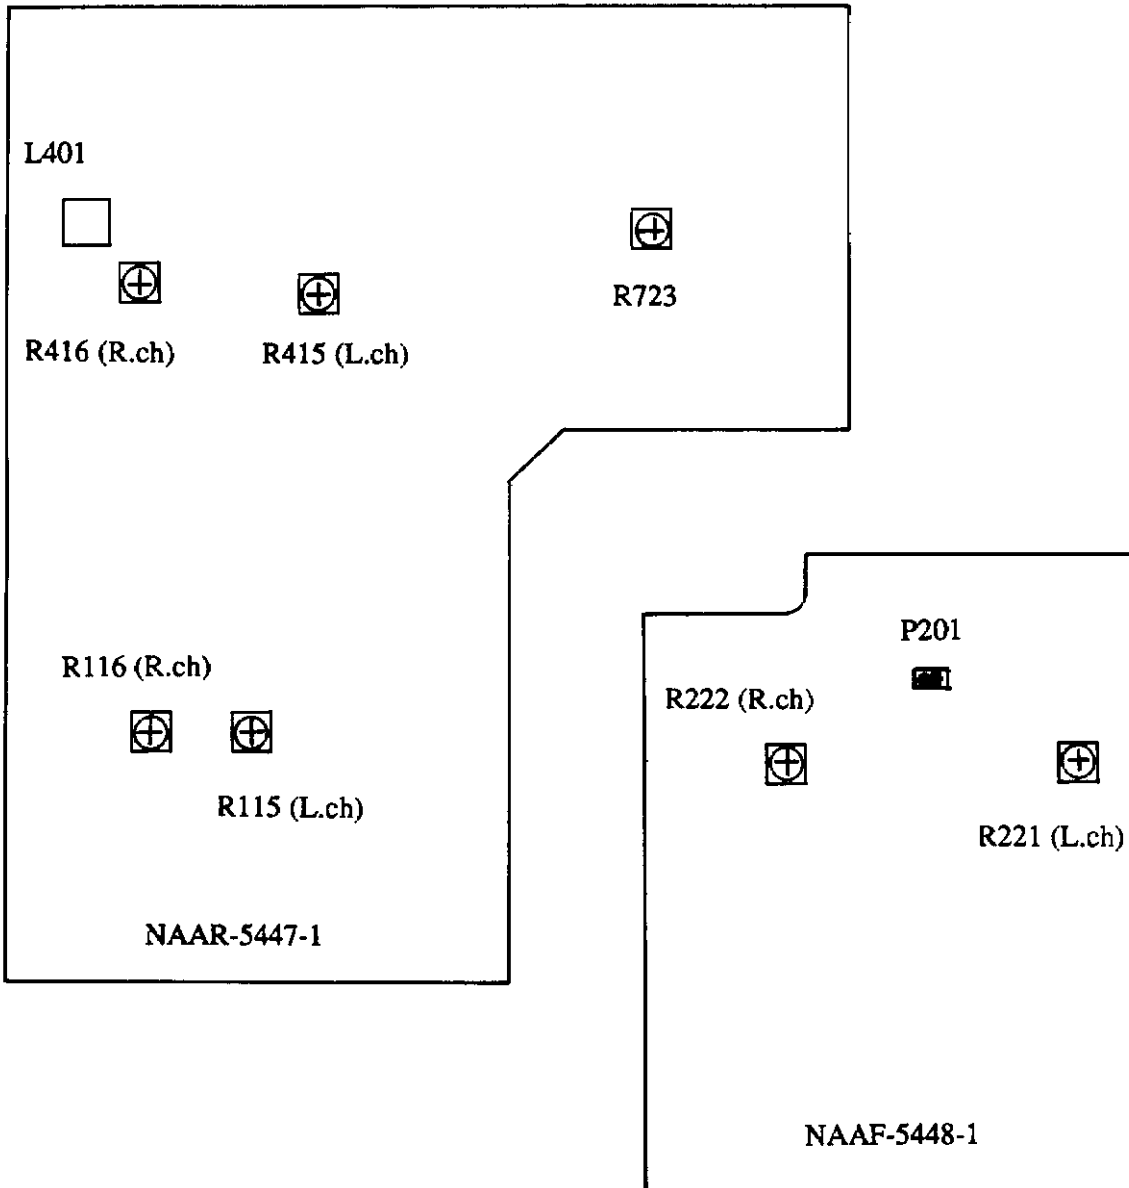 L401
R723
R416 (R.ch)
R415 (L.ch)
R116 (R.ch)
R115 (L.ch)
NAAR-5447-1
P201
R222 (R.ch)
R221 (L.ch)
NAAF-5448-1